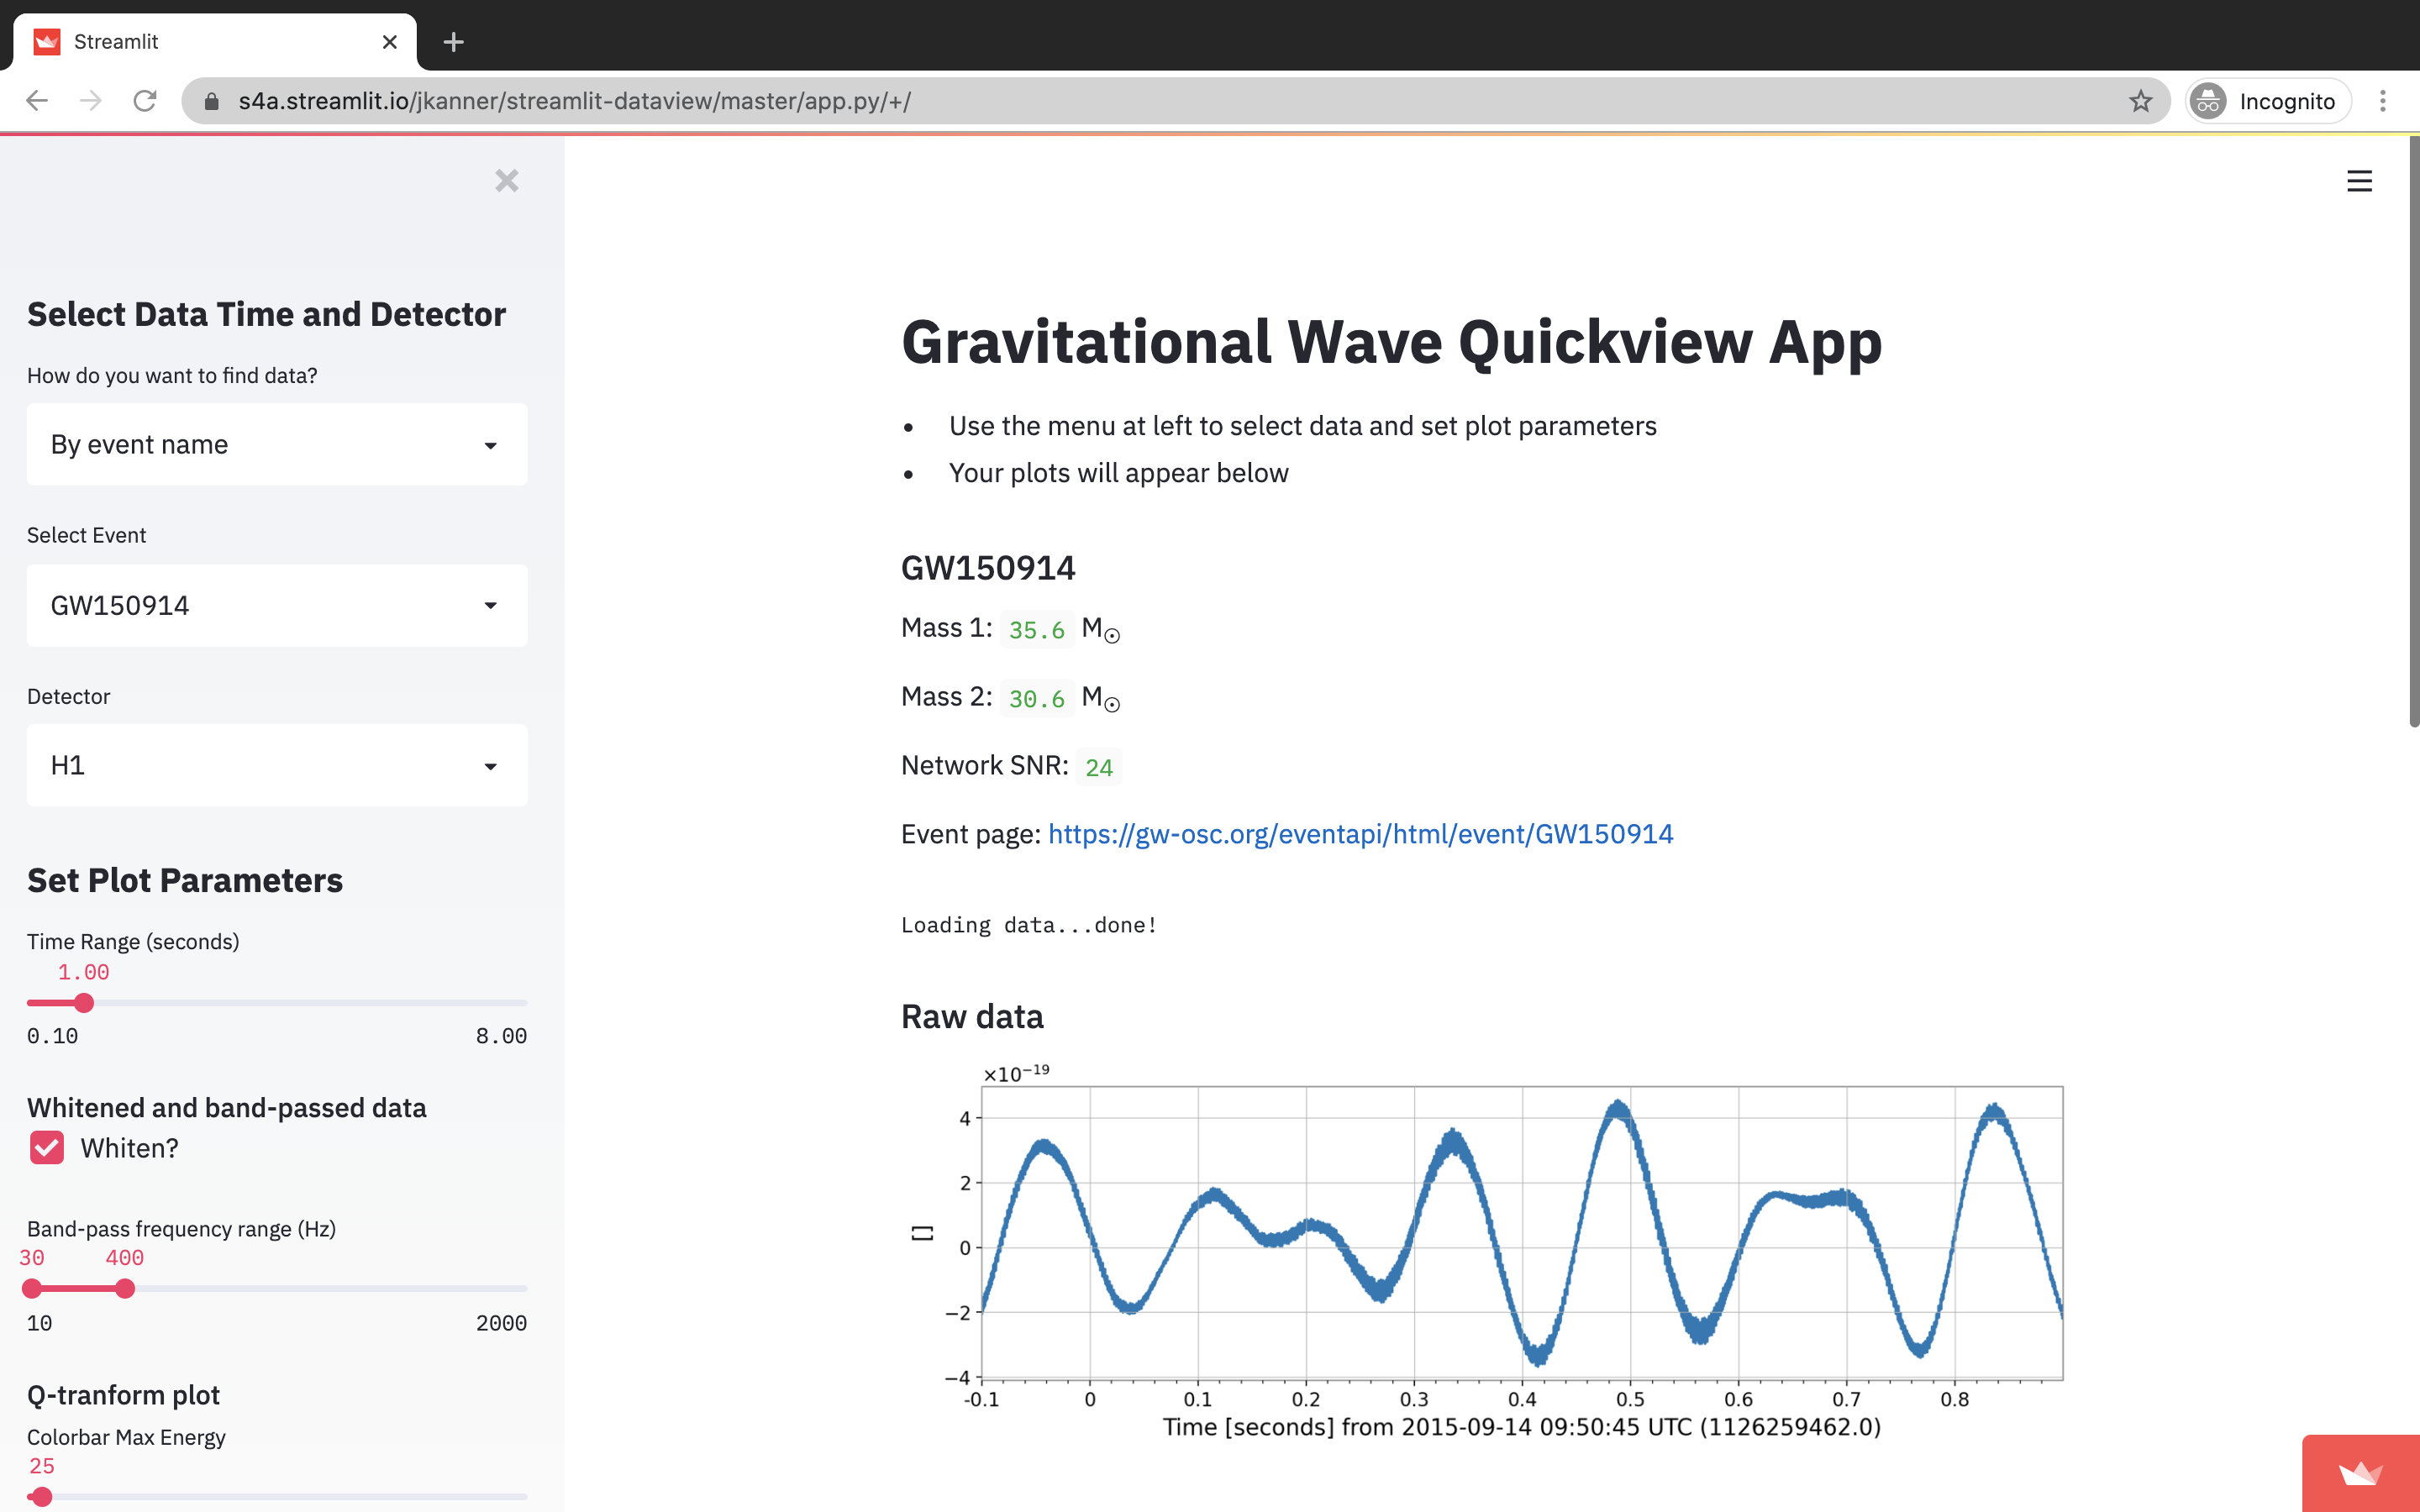 Streamlit
s4a.streamlit.io/jkanner/streamlit-dataview/master/app.py/+/
Incognito
Select Data Time and Detector
How do you want to find data?
By event name
Select Event
GW150914
Detector
H1
Set Plot Parameters
Time Range (seconds)
1.00
0.10 8.00
Whitened and band-passed data
Whiten?
Band-pass frequency range (Hz)
30 400
10 2000
Q-tranform plot
Colorbar Max Energy
25
Gravitational Wave Quickview App
• Use the menu at left to select data and set plot parameters
• Your plots will appear below
GW150914
Mass 1: 35.6 M⊙
Mass 2: 30.6 M⊙
Network SNR: 24
Event page: https://gw-osc.org/eventapi/html/event/GW150914
Loading data...done!
Raw data
×10⁻¹⁹
4
2
0
−2
−4
[]
-0.1 0 0.1 0.2 0.3 0.4 0.5 0.6 0.7 0.8
Time [seconds] from 2015-09-14 09:50:45 UTC (1126259462.0)